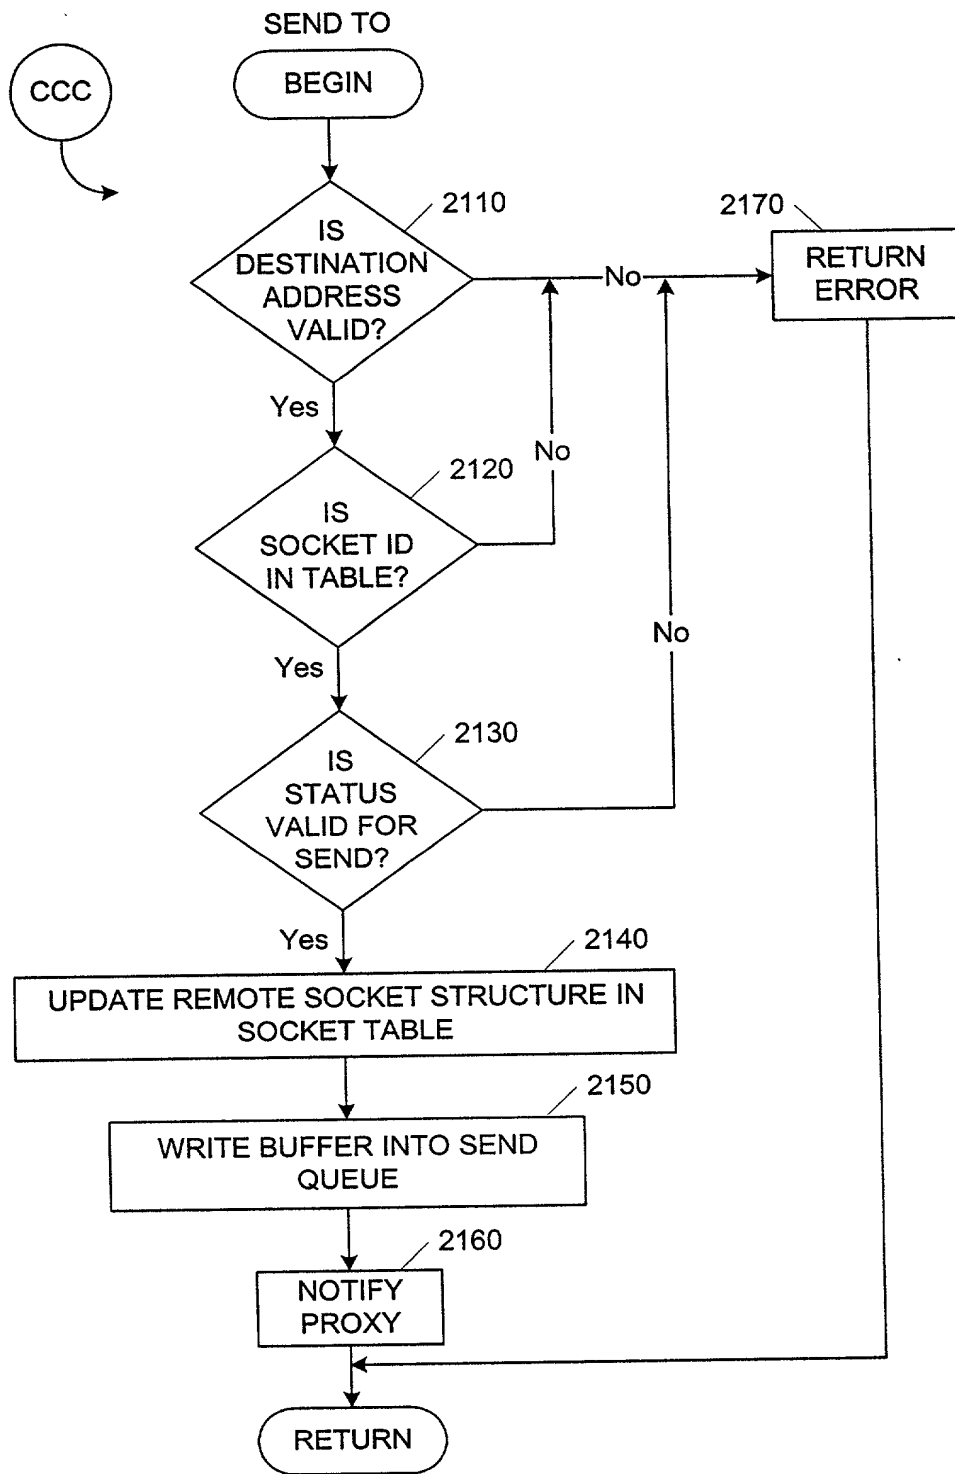 SEND TO
CCC
BEGIN
2110
2170
IS
DESTINATION
ADDRESS
VALID?
No
RETURN
ERROR
Yes
No
2120
IS
SOCKET ID
IN TABLE?
No
Yes
2130
IS
STATUS
VALID FOR
SEND?
Yes
2140
UPDATE REMOTE SOCKET STRUCTURE IN
SOCKET TABLE
2150
WRITE BUFFER INTO SEND
QUEUE
2160
NOTIFY
PROXY
RETURN